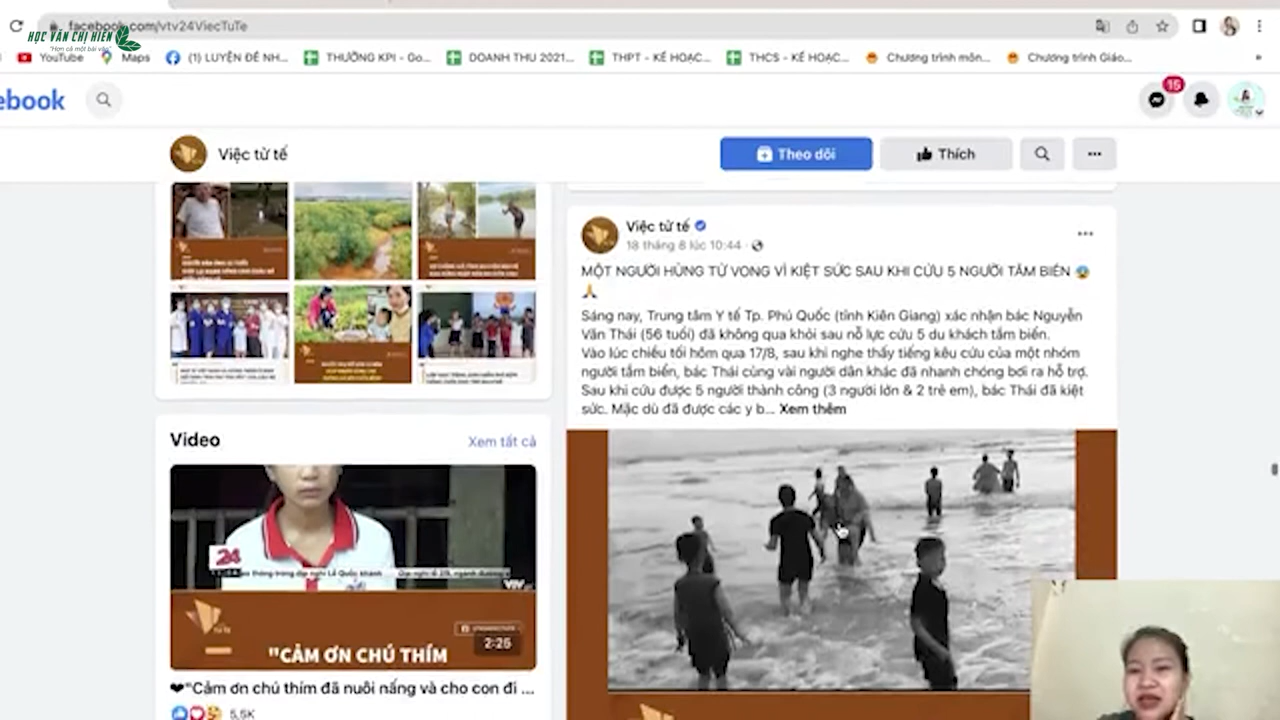 facebook.com/vtv24ViecTuTe
HỌC VĂN CHỊ HIÊN
"Hơn cả một bài văn"
YouTube
Maps
(1) LUYỆN ĐỀ NH...
THƯỞNG KPI - Go...
DOANH THU 2021...
THPT - KẾ HOẠC...
THCS - KẾ HOẠC...
Chương trình môn...
Chương trình Giáo...
ebook
15
Việc tử tế
Theo dõi
Thích
Việc tử tế
18 tháng 8 lúc 10:44
MỘT NGƯỜI HÙNG TỬ VONG VÌ KIỆT SỨC SAU KHI CỨU 5 NGƯỜI TẮM BIỂN
Sáng nay, Trung tâm Y tế Tp. Phú Quốc (tỉnh Kiên Giang) xác nhận bác Nguyễn
Văn Thái (56 tuổi) đã không qua khỏi sau nỗ lực cứu 5 du khách tắm biển.
Vào lúc chiều tối hôm qua 17/8, sau khi nghe thấy tiếng kêu cứu của một nhóm
người tắm biển, bác Thái cùng vài người dân khác đã nhanh chóng bơi ra hỗ trợ.
Sau khi cứu được 5 người thành công (3 người lớn & 2 trẻ em), bác Thái đã kiệt
sức. Mặc dù đã được các y b... Xem thêm
Video
Xem tất cả
24
VTV
TỬ TẾ
2:25
"CẢM ƠN CHÚ THÍM
"Cảm ơn chú thím đã nuôi nấng và cho con đi ...
5,5K